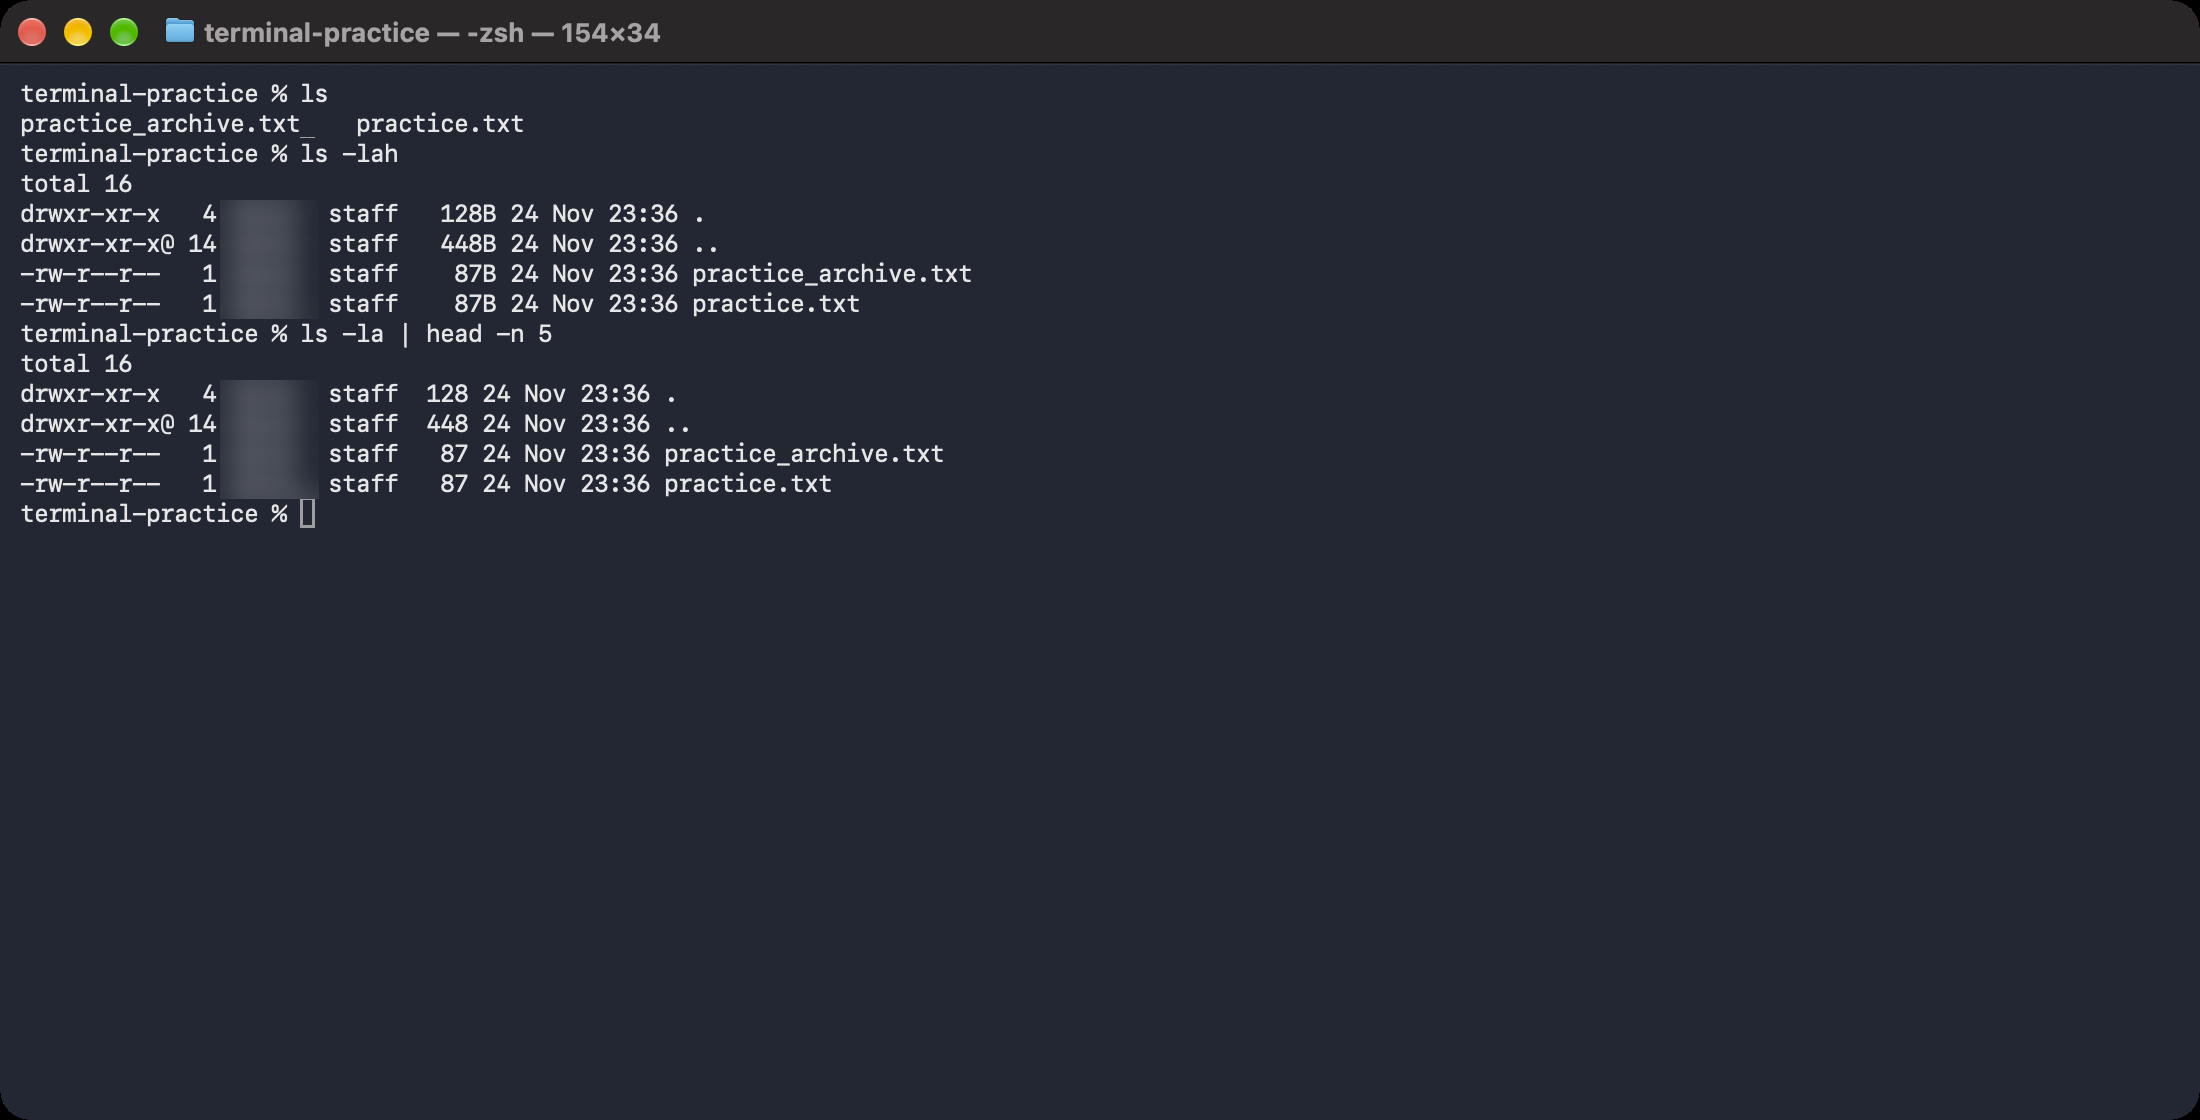 terminal-practice — -zsh — 154×34
terminal-practice % ls
practice_archive.txt_   practice.txt
terminal-practice % ls -lah
total 16
drwxr-xr-x   4        staff   128B 24 Nov 23:36 .
drwxr-xr-x@ 14        staff   448B 24 Nov 23:36 ..
-rw-r--r--   1        staff    87B 24 Nov 23:36 practice_archive.txt
-rw-r--r--   1        staff    87B 24 Nov 23:36 practice.txt
terminal-practice % ls -la | head -n 5
total 16
drwxr-xr-x   4        staff  128 24 Nov 23:36 .
drwxr-xr-x@ 14        staff  448 24 Nov 23:36 ..
-rw-r--r--   1        staff   87 24 Nov 23:36 practice_archive.txt
-rw-r--r--   1        staff   87 24 Nov 23:36 practice.txt
terminal-practice %